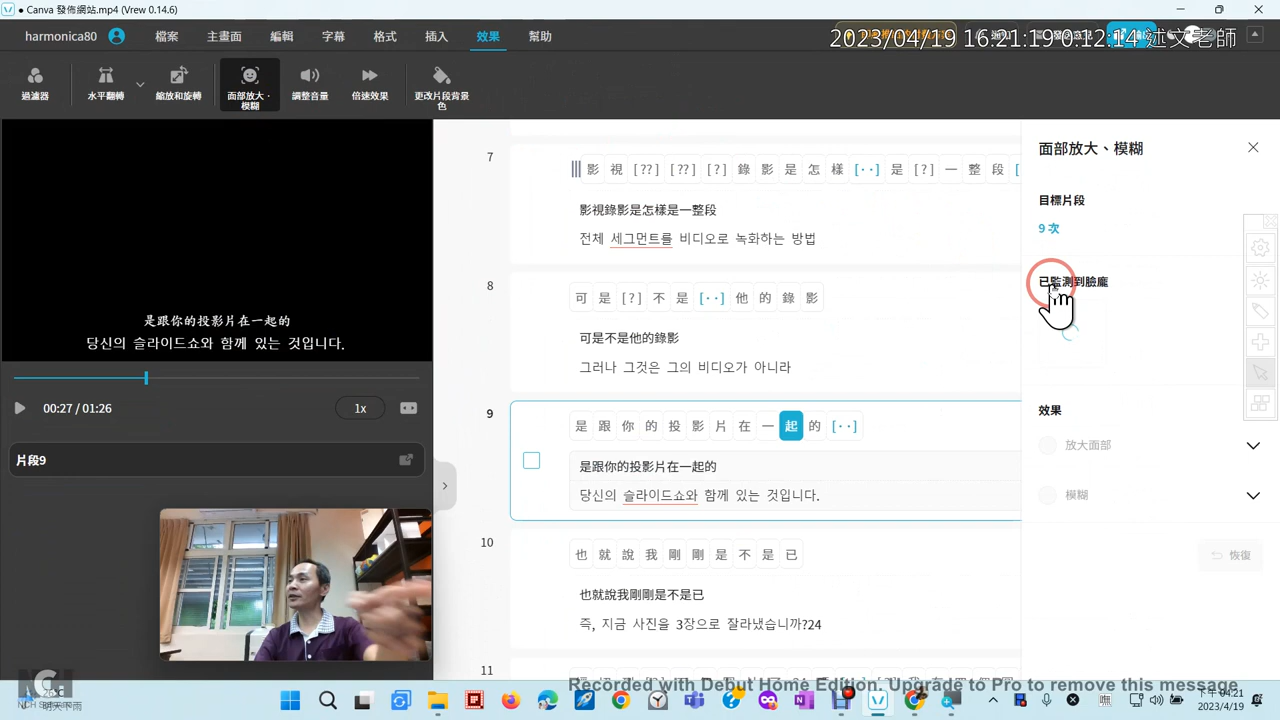 ● Canva 發佈網站.mp4 (Vrew 0.14.6)
harmonica80 檔案 主畫面 編輯 字幕 格式 插入 效果 幫助
2023/04/19 16:21:19 0:12:14 述文老師
過濾器 水平翻轉 縮放和旋轉 面部放大·模糊 調整音量 倍速效果 更改片段背景色
是跟你的投影片在一起的
당신의 슬라이드쇼와 함께 있는 것입니다.
00:27 / 01:26 1x
片段9
7
影 視 [??] [??] [?] 錄 影 是 怎 樣 [··] 是 [?] 一 整 段
影視錄影是怎樣是一整段
전체 세그먼트를 비디오로 녹화하는 방법
8
可 是 [?] 不 是 [··] 他 的 錄 影
可是不是他的錄影
그러나 그것은 그의 비디오가 아니라
9
是 跟 你 的 投 影 片 在 一 起 的 [··]
是跟你的投影片在一起的
당신의 슬라이드쇼와 함께 있는 것입니다.
10
也 就 說 我 剛 剛 是 不 是 已
也就說我剛剛是不是已
즉, 지금 사진을 3장으로 잘라냈습니까?24
11
面部放大、模糊
目標片段
9 次
已監測到臉龐
效果
放大面部
模糊
恢復
Recorded with Debut Home Edition. Upgrade to Pro to remove this message.
NCH
下午 04:21
2023/4/19